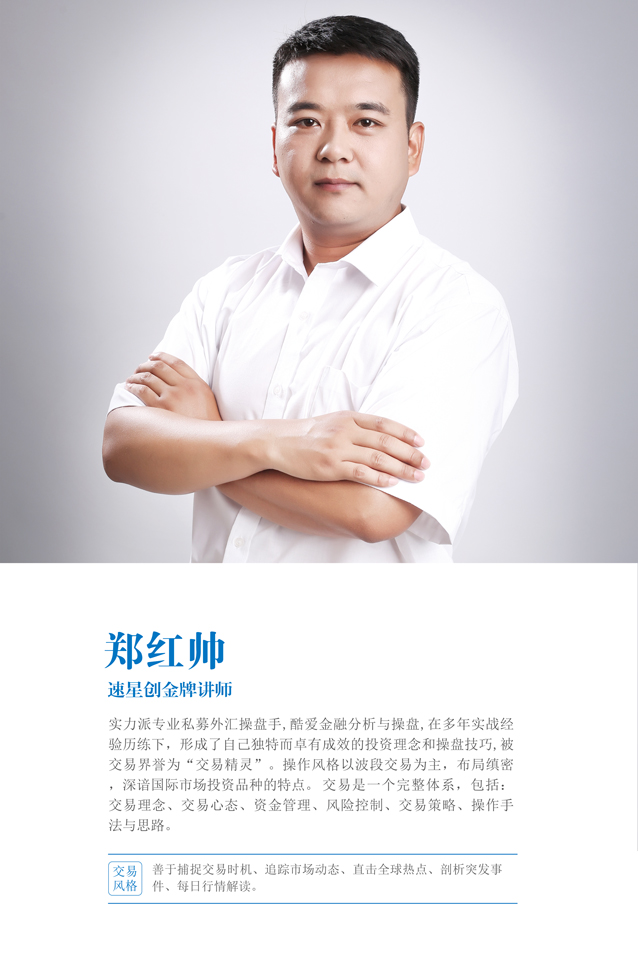 郑红帅
速星创金牌讲师
实力派专业私募外汇操盘手,酷爱金融分析与操盘,在多年实战经
验历练下，形成了自己独特而卓有成效的投资理念和操盘技巧,被
交易界誉为“交易精灵”。操作风格以波段交易为主，布局缜密
，深谙国际市场投资品种的特点。 交易是一个完整体系，包括：
交易理念、交易心态、资金管理、风险控制、交易策略、操作手
法与思路。
交易
风格
善于捕捉交易时机、追踪市场动态、直击全球热点、剖析突发事
件、每日行情解读。